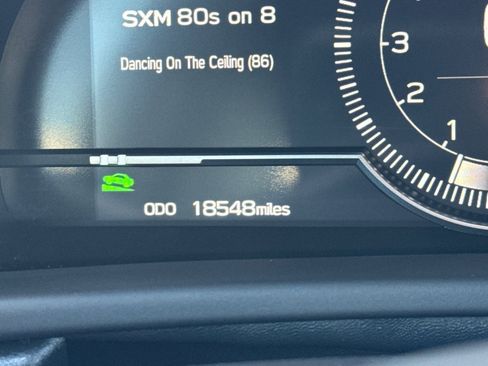 SXM 80s on 8
Dancing On The Ceiling (86)
3
2
1
ODO 18548miles